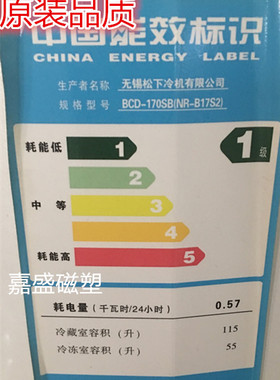 原装品质
中国能效标识
CHINA ENERGY LABEL
生产者名称 无锡松下冷机有限公司
规格型号 BCD-170SB(NR-B17S2)
耗能低 1 1级
2
中 等 3
4
耗能高 5
嘉盛磁塑
耗电量（千瓦时/24小时） 0.57
冷藏室容积（升） 115
冷冻室容积（升） 55